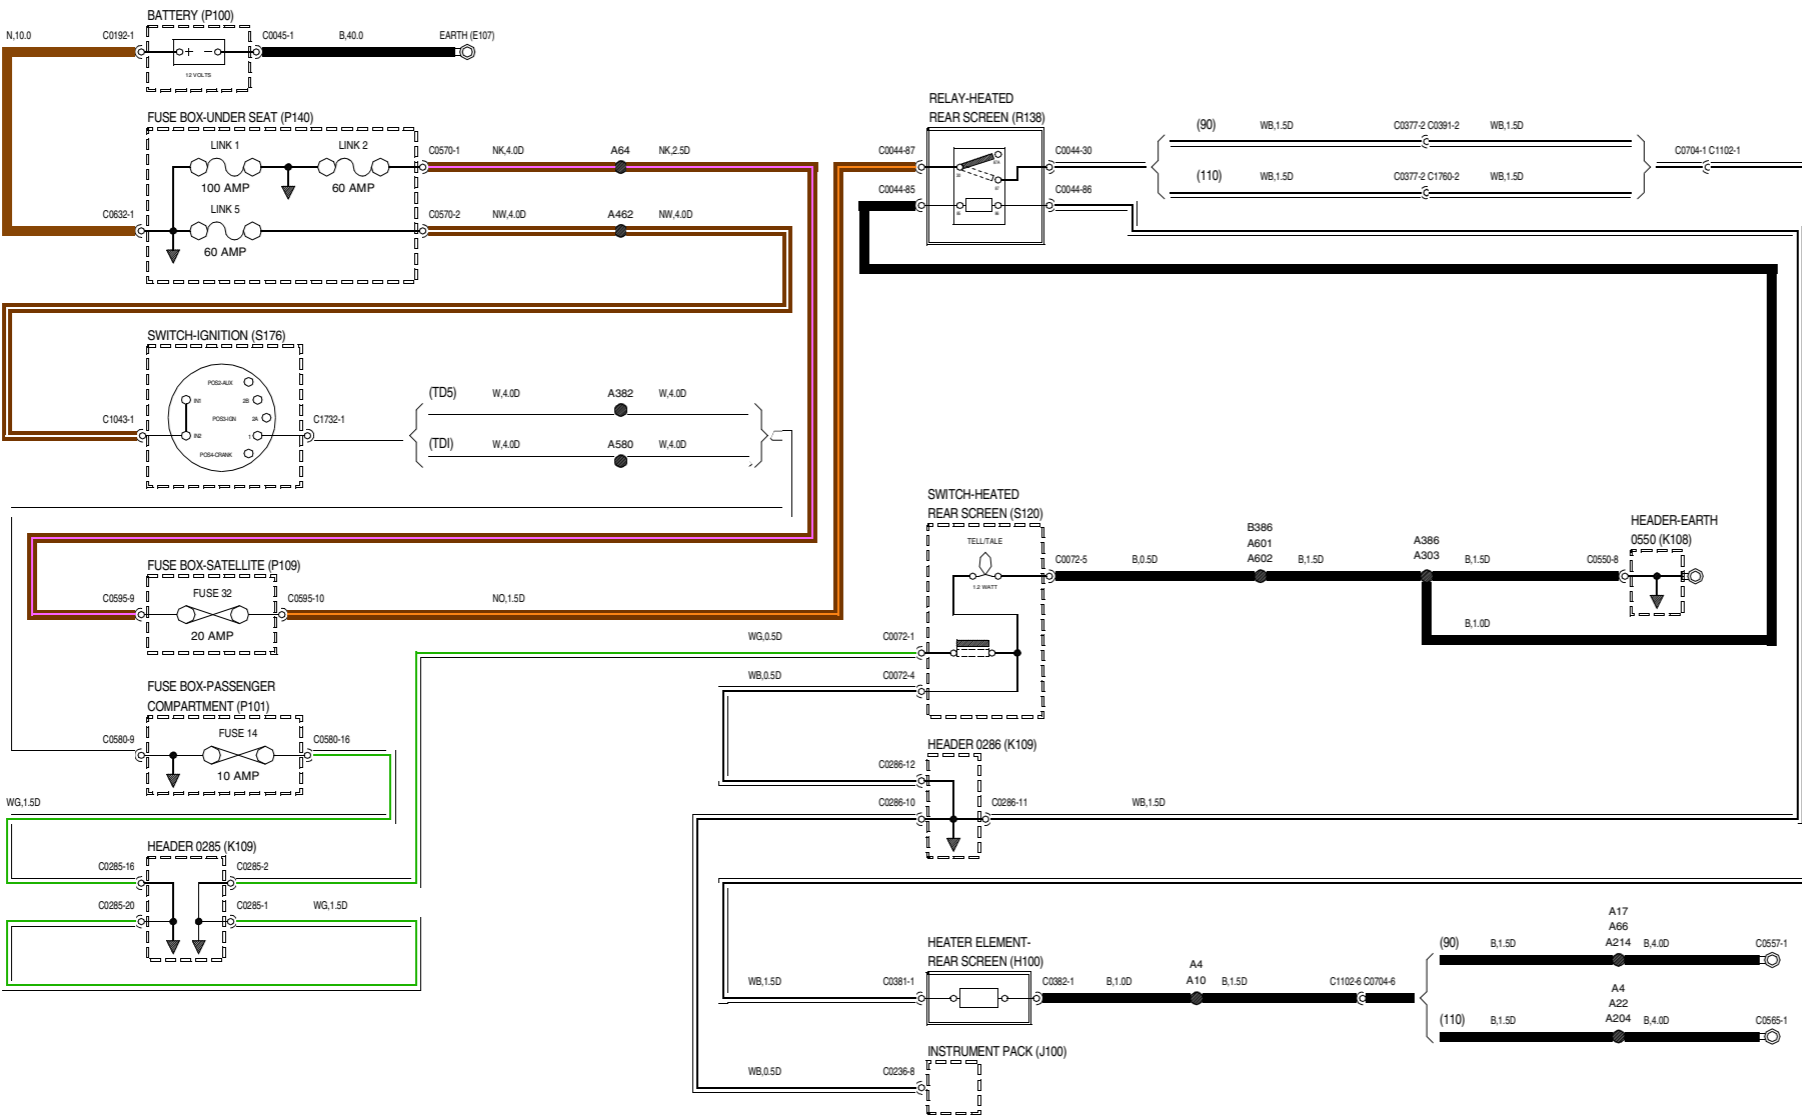 BATTERY (P100)
N,10.0
C0192-1
C0045-1
B,40.0
EARTH (E107)
12 VOLTS
FUSE BOX-UNDER SEAT (P140)
LINK 1
100 AMP
LINK 2
60 AMP
LINK 5
60 AMP
C0632-1
C0570-1
NK,4.0D
A64
NK,2.5D
C0570-2
NW,4.0D
A462
NW,4.0D
SWITCH-IGNITION (S176)
POS2-AUX
IN1
2B
POS3-IGN
2A
IN2
1
POS4-CRANK
C1043-1
C1732-1
(TD5)
W,4.0D
A382
W,4.0D
(TDI)
W,4.0D
A580
W,4.0D
FUSE BOX-SATELLITE (P109)
FUSE 32
20 AMP
C0595-9
C0595-10
NO,1.5D
FUSE BOX-PASSENGER
COMPARTMENT (P101)
FUSE 14
10 AMP
C0580-9
C0580-16
WG,1.5D
HEADER 0285 (K109)
C0285-16
C0285-2
C0285-20
C0285-1
WG,1.5D
RELAY-HEATED
REAR SCREEN (R138)
C0044-87
C0044-30
C0044-85
C0044-86
(90)
WB,1.5D
C0377-2 C0391-2
WB,1.5D
(110)
WB,1.5D
C0377-2 C1760-2
WB,1.5D
C0704-1 C1102-1
SWITCH-HEATED
REAR SCREEN (S120)
TELL/TALE
1.2 WATT
C0072-5
B,0.5D
B386
A601
A602
B,1.5D
A386
A303
B,1.5D
C0550-8
HEADER-EARTH
0550 (K108)
B,1.0D
WG,0.5D
C0072-1
WB,0.5D
C0072-4
HEADER 0286 (K109)
C0286-12
C0286-10
C0286-11
WB,1.5D
HEATER ELEMENT-
REAR SCREEN (H100)
WB,1.5D
C0381-1
C0382-1
B,1.0D
A4
A10
B,1.5D
C1102-6 C0704-6
(90)
B,1.5D
A17
A66
A214
B,4.0D
C0557-1
(110)
B,1.5D
A4
A22
A204
B,4.0D
C0565-1
INSTRUMENT PACK (J100)
WB,0.5D
C0236-8